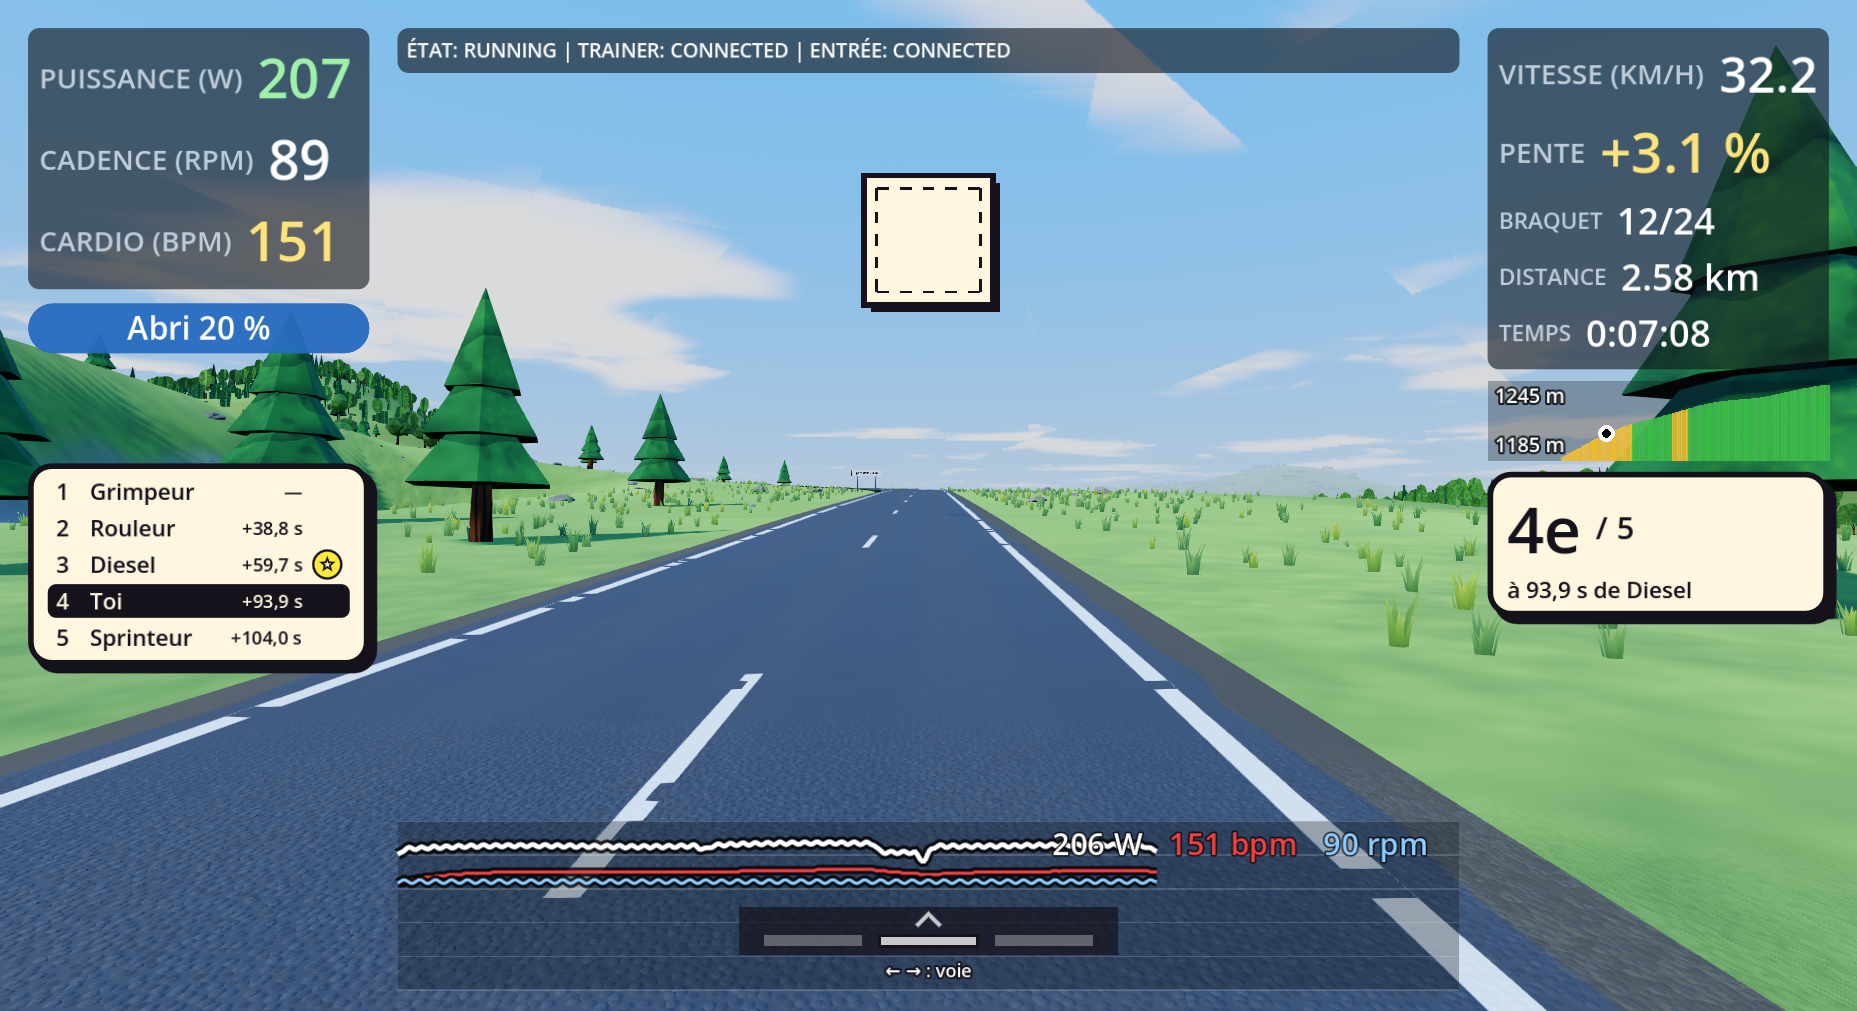 PUISSANCE (W) 207
CADENCE (RPM) 89
CARDIO (BPM) 151
Abri 20 %
ÉTAT: RUNNING | TRAINER: CONNECTED | ENTRÉE: CONNECTED
VITESSE (KM/H) 32.2
PENTE +3.1 %
BRAQUET 12/24
DISTANCE 2.58 km
TEMPS 0:07:08
1245 m
1185 m
1 Grimpeur —
2 Rouleur +38,8 s
3 Diesel +59,7 s
4 Toi +93,9 s
5 Sprinteur +104,0 s
4e / 5
à 93,9 s de Diesel
206 W 151 bpm 90 rpm
← → : voie